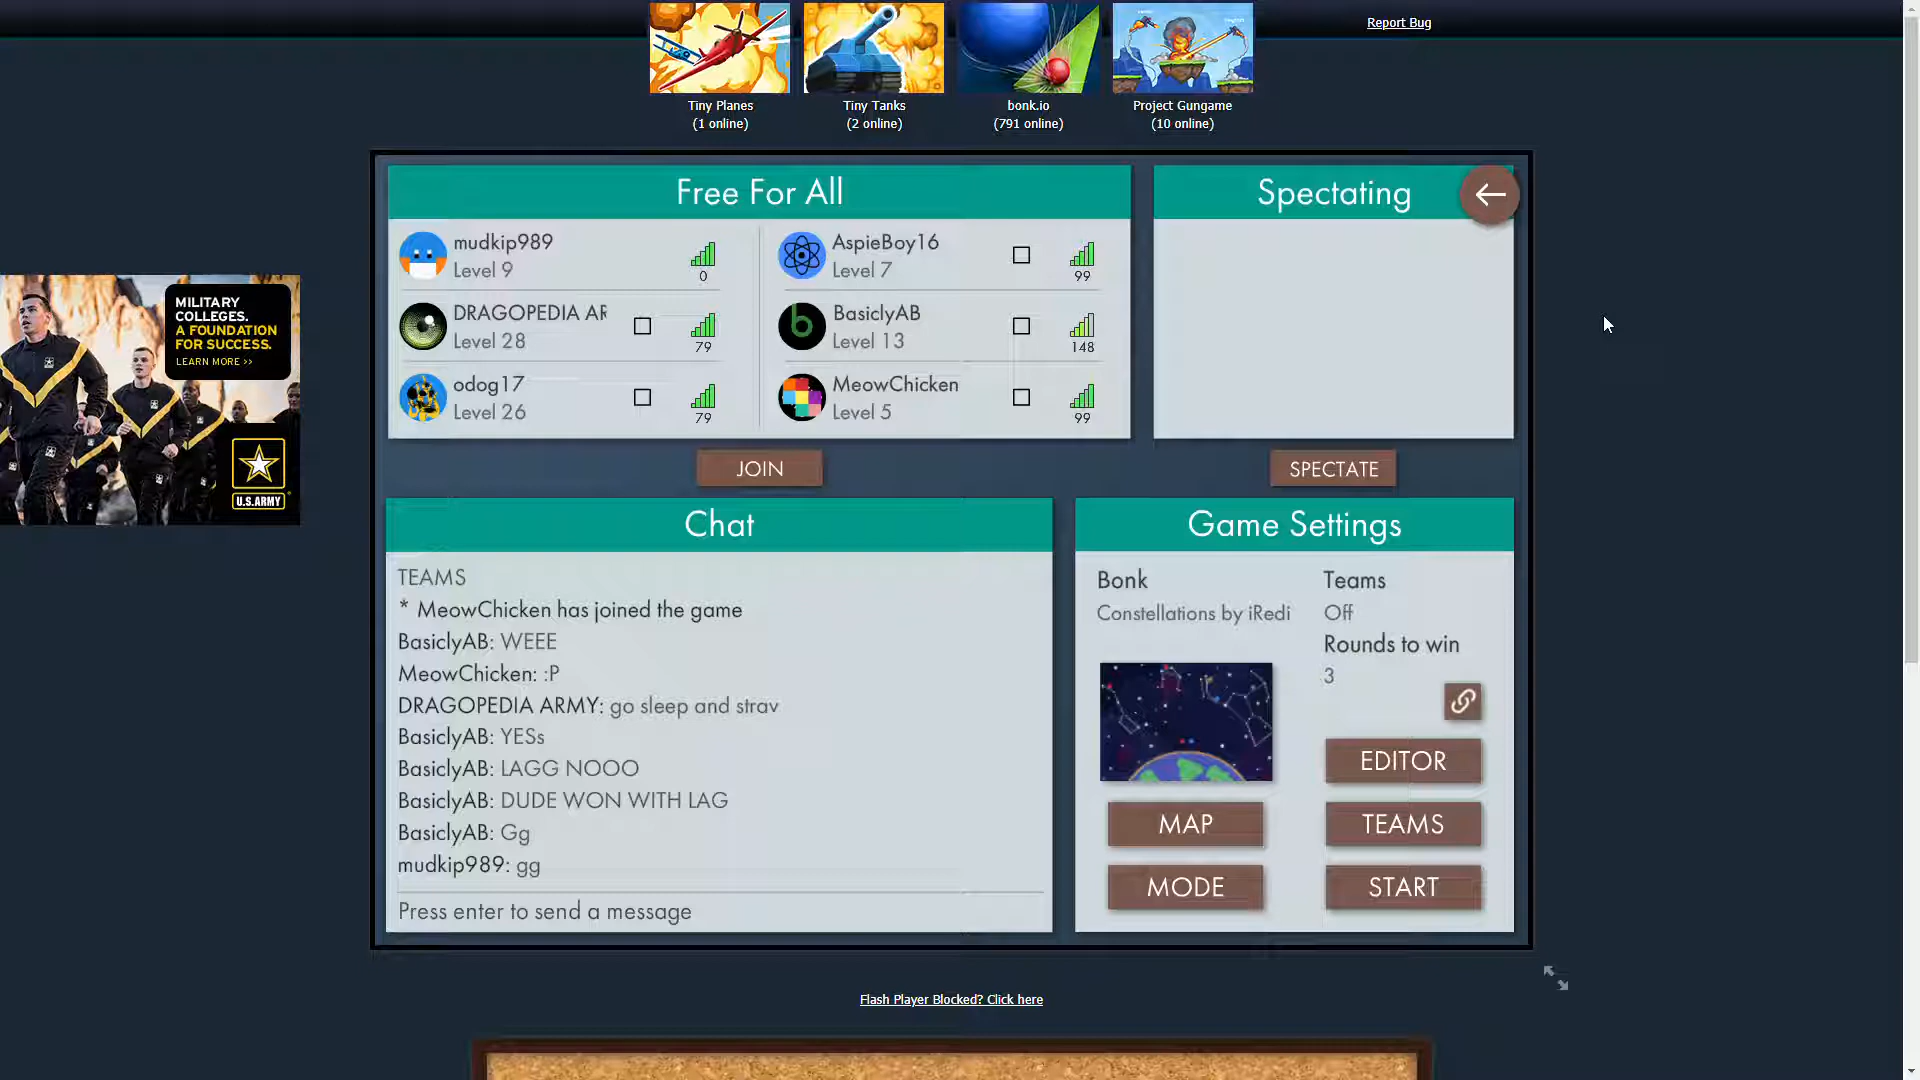 Report Bug
Tiny Planes
(1 online)
Tiny Tanks
(2 online)
bonk.io
(791 online)
Project Gungame
(10 online)
Free For All
mudkip989
Level 9
0
DRAGOPEDIA AR
Level 28
79
odog17
Level 26
79
AspieBoy16
Level 7
99
BasiclyAB
Level 13
148
MeowChicken
Level 5
99
JOIN
Spectating
SPECTATE
MILITARY
COLLEGES.
A FOUNDATION
FOR SUCCESS.
LEARN MORE >>
U.S.ARMY
Chat
TEAMS
* MeowChicken has joined the game
BasiclyAB: WEEE
MeowChicken: :P
DRAGOPEDIA ARMY: go sleep and strav
BasiclyAB: YESs
BasiclyAB: LAGG NOOO
BasiclyAB: DUDE WON WITH LAG
BasiclyAB: Gg
mudkip989: gg
Press enter to send a message
Game Settings
Bonk
Constellations by iRedi
Teams
Off
Rounds to win
3
EDITOR
MAP
TEAMS
MODE
START
Flash Player Blocked? Click here